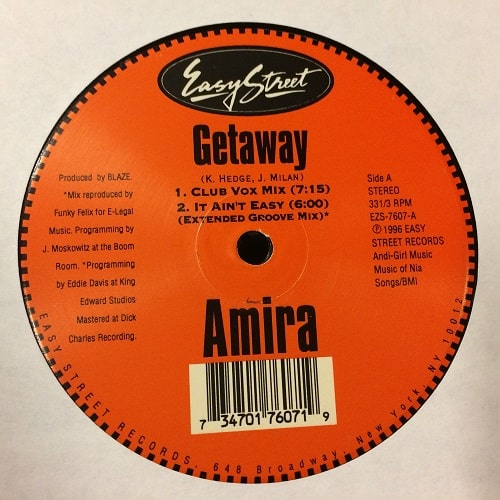 Easy Street
Getaway
(K. HEDGE, J. MILAN)
1. CLUB VOX MIX (7:15)
2. IT AIN'T EASY (6:00)
(EXTENDED GROOVE MIX)*
Produced by BLAZE.
*Mix reproduced by
Funky Felix for E-Legal
Music. Programming by
J. Moskowitz at the Boom
Room. *Programming
by Eddie Davis at King
Edward Studios
Mastered at Dick
Charles Recording.
Side A
STEREO
331/3 RPM
EZS-7607-A
℗ 1996 EASY
STREET RECORDS
Andi-Girl Music
Music of Nia
Songs/BMI
Amira
7 34701 76071 9
EASY STREET RECORDS, 648 Broadway, New York, NY 10012